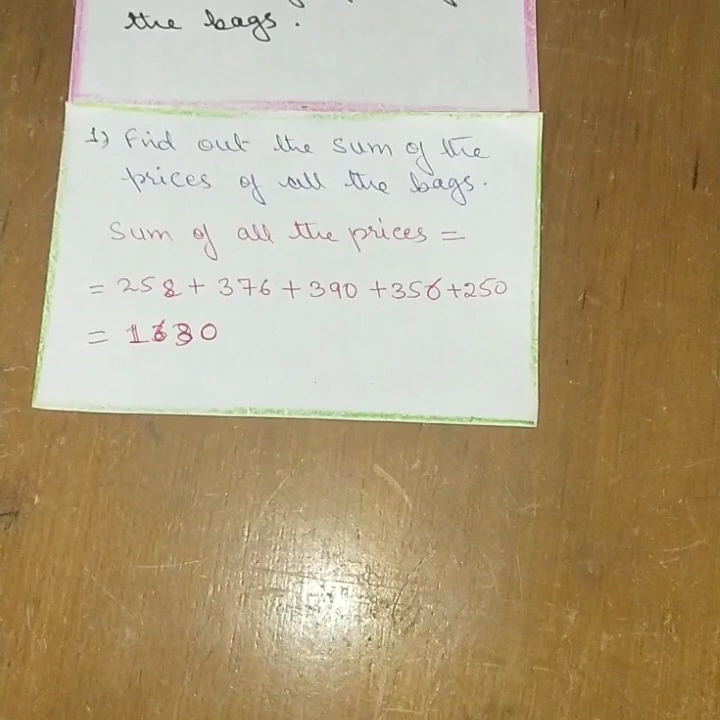 the bags.
1) Find out the sum of the
prices of all the bags.
Sum of all the prices =
= 258 + 376 + 390 + 356 + 250
= 1630